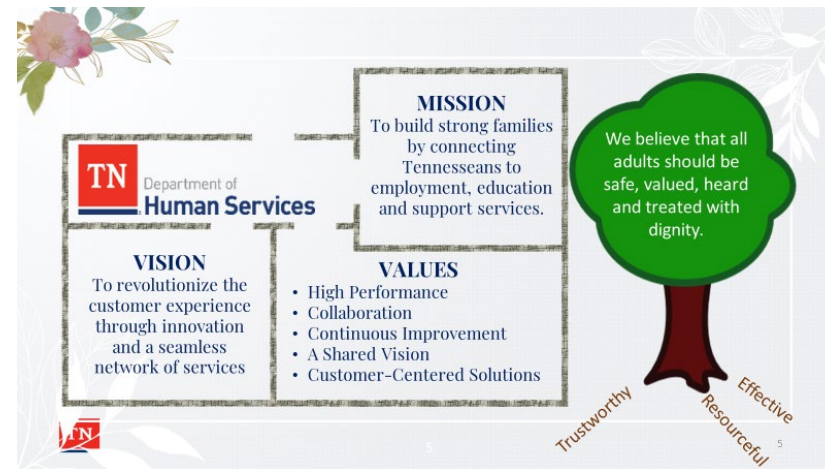 TN
Department of
Human Services
MISSION
To build strong families
by connecting
Tennesseans to
employment, education
and support services.
VISION
To revolutionize the
customer experience
through innovation
and a seamless
network of services
VALUES
• High Performance
• Collaboration
• Continuous Improvement
• A Shared Vision
• Customer-Centered Solutions
We believe that all
adults should be
safe, valued, heard
and treated with
dignity.
Trustworthy
Resourceful
Effective
TN
5
5